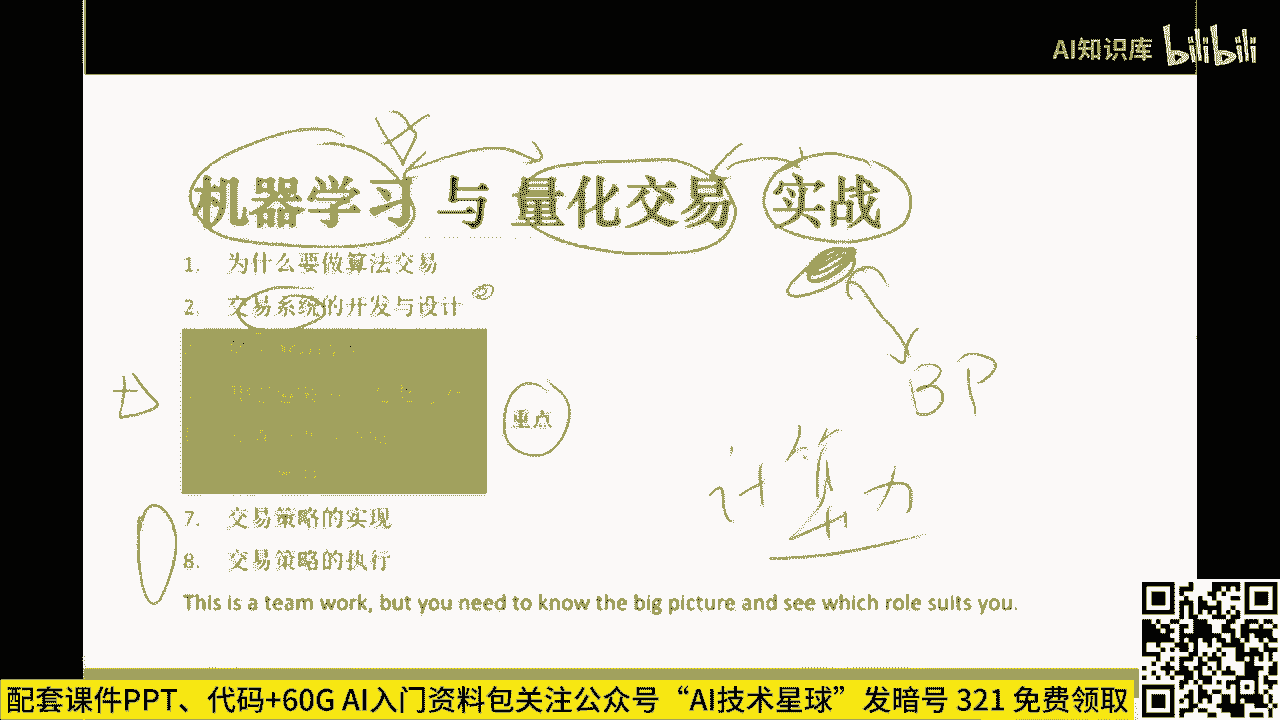 AI知识库 bilibili
机器学习 与 量化交易 实战
1. 为什么要做算法交易
2. 交易系统的开发与设计
重点
BP
计算力
7. 交易策略的实现
8. 交易策略的执行
This is a team work, but you need to know the big picture and see which role suits you.
配套课件PPT、代码+60G AI入门资料包关注公众号“AI技术星球”发暗号 321 免费领取